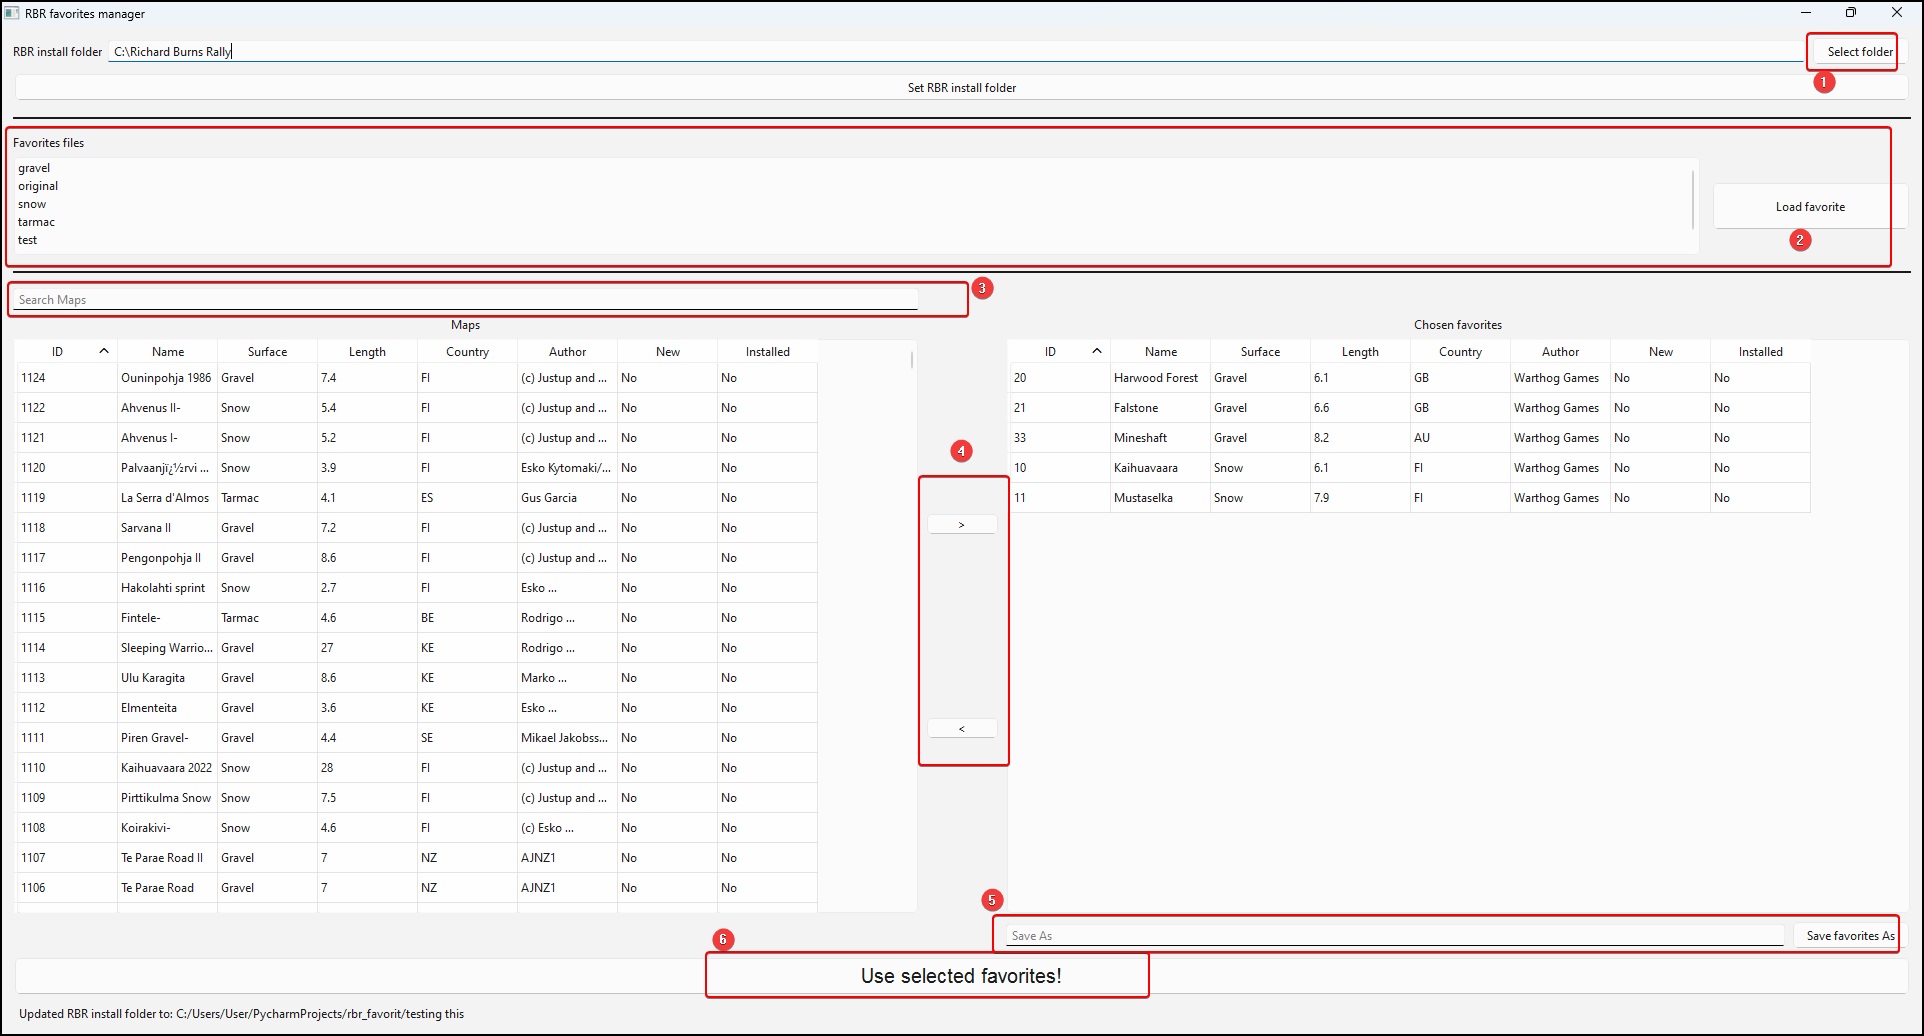 RBR favorites manager
RBR install folder C:\Richard Burns Rally Select folder
1
Set RBR install folder
Favorites files
gravel
original
snow
tarmac
test
Load favorite
2
Search Maps
3
Maps
ID Name Surface Length Country Author New Installed
1124 Ouninpohja 1986 Gravel 7.4 FI (c) Justup and ... No No
1122 Ahvenus II- Snow 5.4 FI (c) Justup and ... No No
1121 Ahvenus I- Snow 5.2 FI (c) Justup and ... No No
1120 Palvaanjï¿½rvi ... Snow 3.9 FI Esko Kytomaki/... No No
1119 La Serra d'Almos Tarmac 4.1 ES Gus Garcia No No
1118 Sarvana II Gravel 7.2 FI (c) Justup and ... No No
1117 Pengonpohja II Gravel 8.6 FI (c) Justup and ... No No
1116 Hakolahti sprint Snow 2.7 FI Esko ... No No
1115 Fintele- Tarmac 4.6 BE Rodrigo ... No No
1114 Sleeping Warrio... Gravel 27 KE Rodrigo ... No No
1113 Ulu Karagita Gravel 8.6 KE Marko ... No No
1112 Elmenteita Gravel 3.6 KE Esko ... No No
1111 Piren Gravel- Gravel 4.4 SE Mikael Jakobss... No No
1110 Kaihuavaara 2022 Snow 28 FI (c) Justup and ... No No
1109 Pirttikulma Snow Snow 7.5 FI (c) Justup and ... No No
1108 Koirakivi- Snow 4.6 FI (c) Esko ... No No
1107 Te Parae Road II Gravel 7 NZ AJNZ1 No No
1106 Te Parae Road Gravel 7 NZ AJNZ1 No No
4
>
<
Chosen favorites
ID Name Surface Length Country Author New Installed
20 Harwood Forest Gravel 6.1 GB Warthog Games No No
21 Falstone Gravel 6.6 GB Warthog Games No No
33 Mineshaft Gravel 8.2 AU Warthog Games No No
10 Kaihuavaara Snow 6.1 FI Warthog Games No No
11 Mustaselka Snow 7.9 FI Warthog Games No No
5
Save As Save favorites As
6
Use selected favorites!
Updated RBR install folder to: C:/Users/User/PycharmProjects/rbr_favorit/testing this